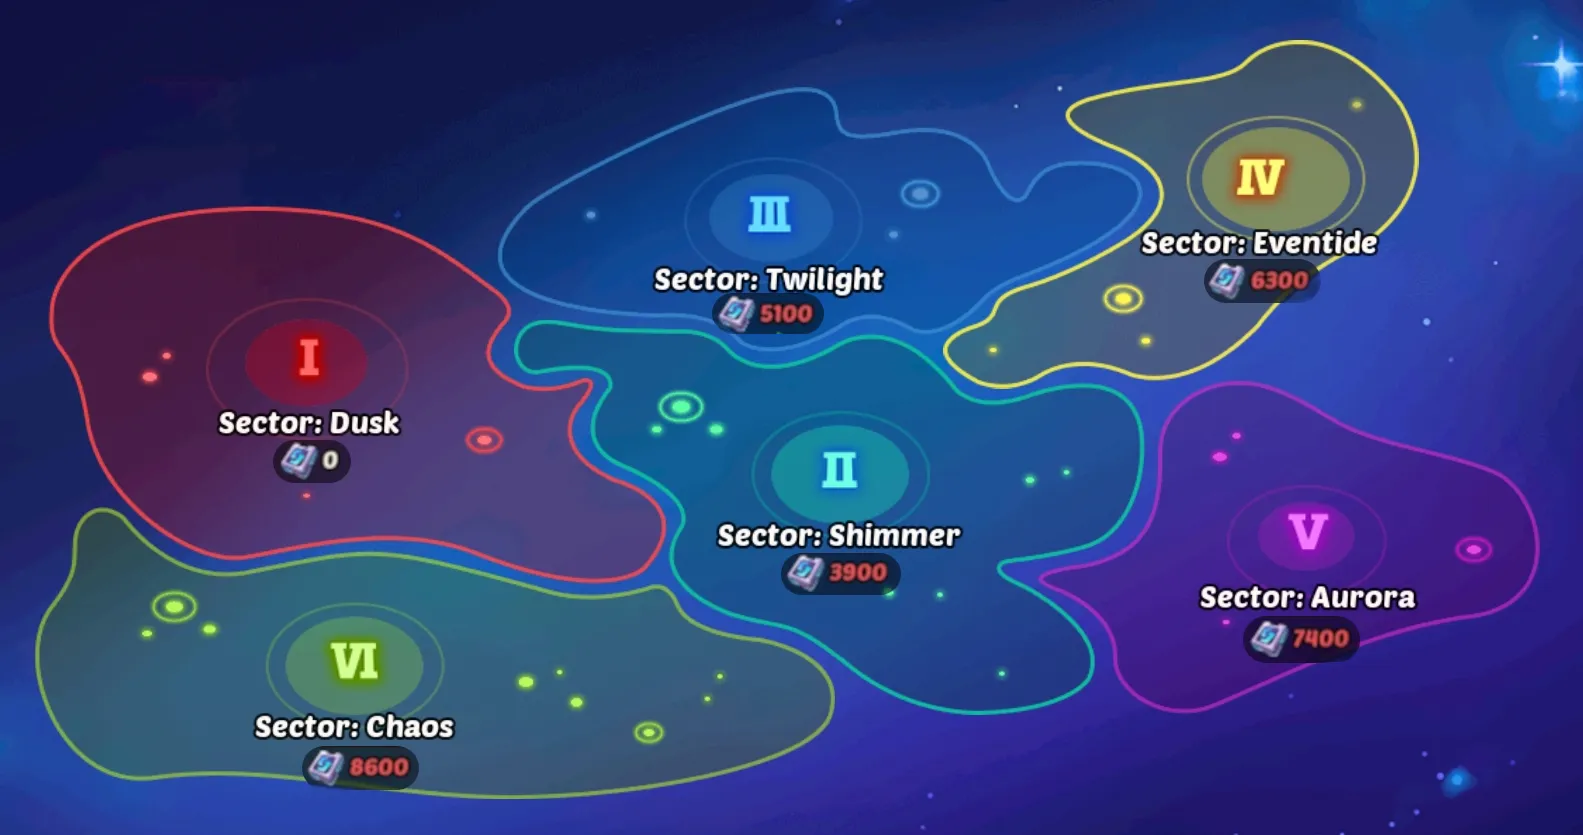 III
Sector: Twilight
5100
IV
Sector: Eventide
6300
I
Sector: Dusk
0
II
Sector: Shimmer
3900
V
Sector: Aurora
7400
VI
Sector: Chaos
8600